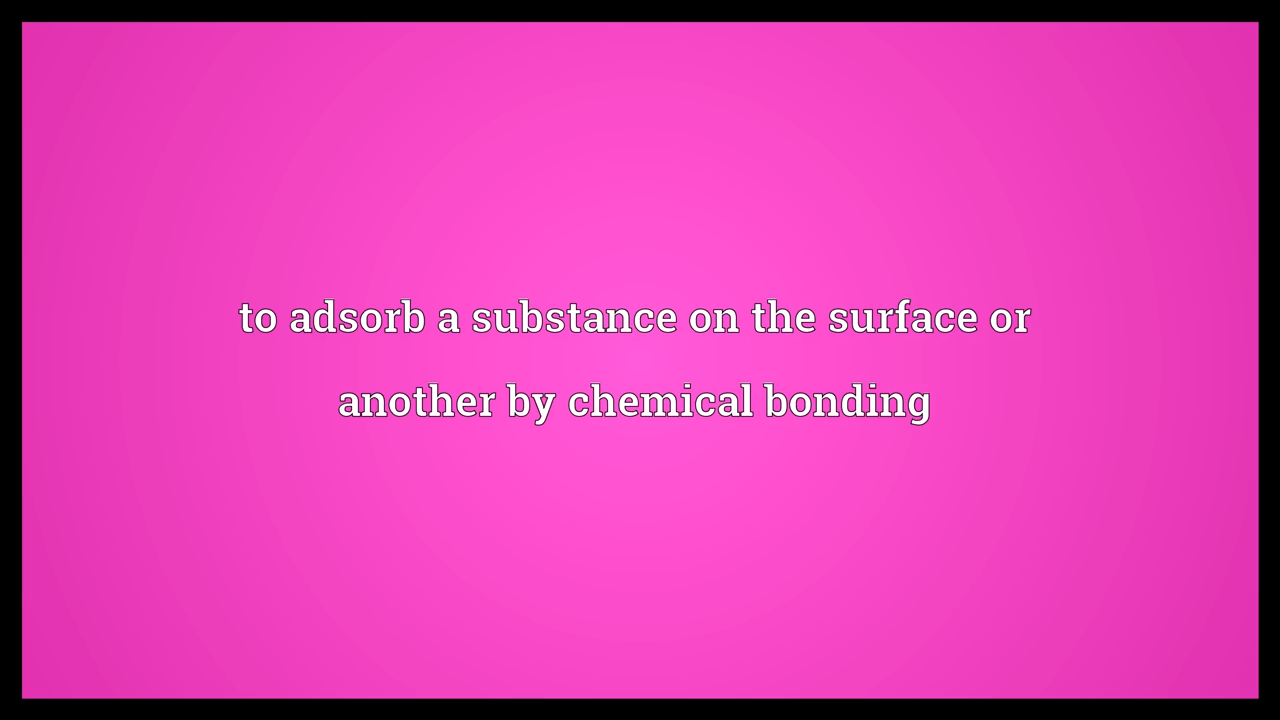 to adsorb a substance on the surface or
another by chemical bonding